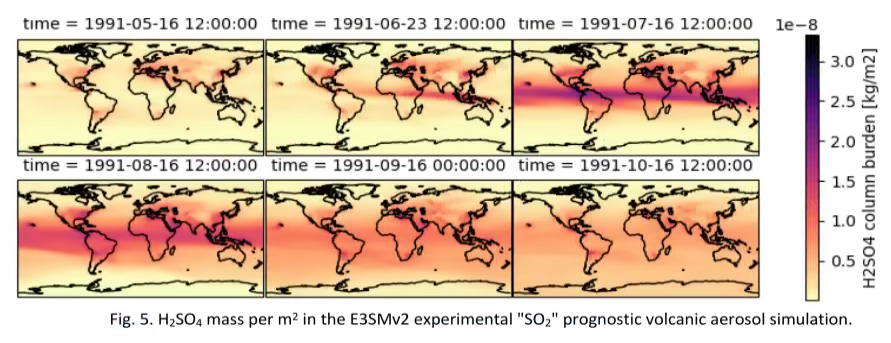 time = 1991-05-16 12:00:00 time = 1991-06-23 12:00:00 time = 1991-07-16 12:00:00
1e−8
3.0
2.5
2.0
1.5
1.0
0.5
H2SO4 column burden [kg/m2]
time = 1991-08-16 12:00:00 time = 1991-09-16 00:00:00 time = 1991-10-16 12:00:00
Fig. 5. H₂SO₄ mass per m² in the E3SMv2 experimental "SO₂" prognostic volcanic aerosol simulation.